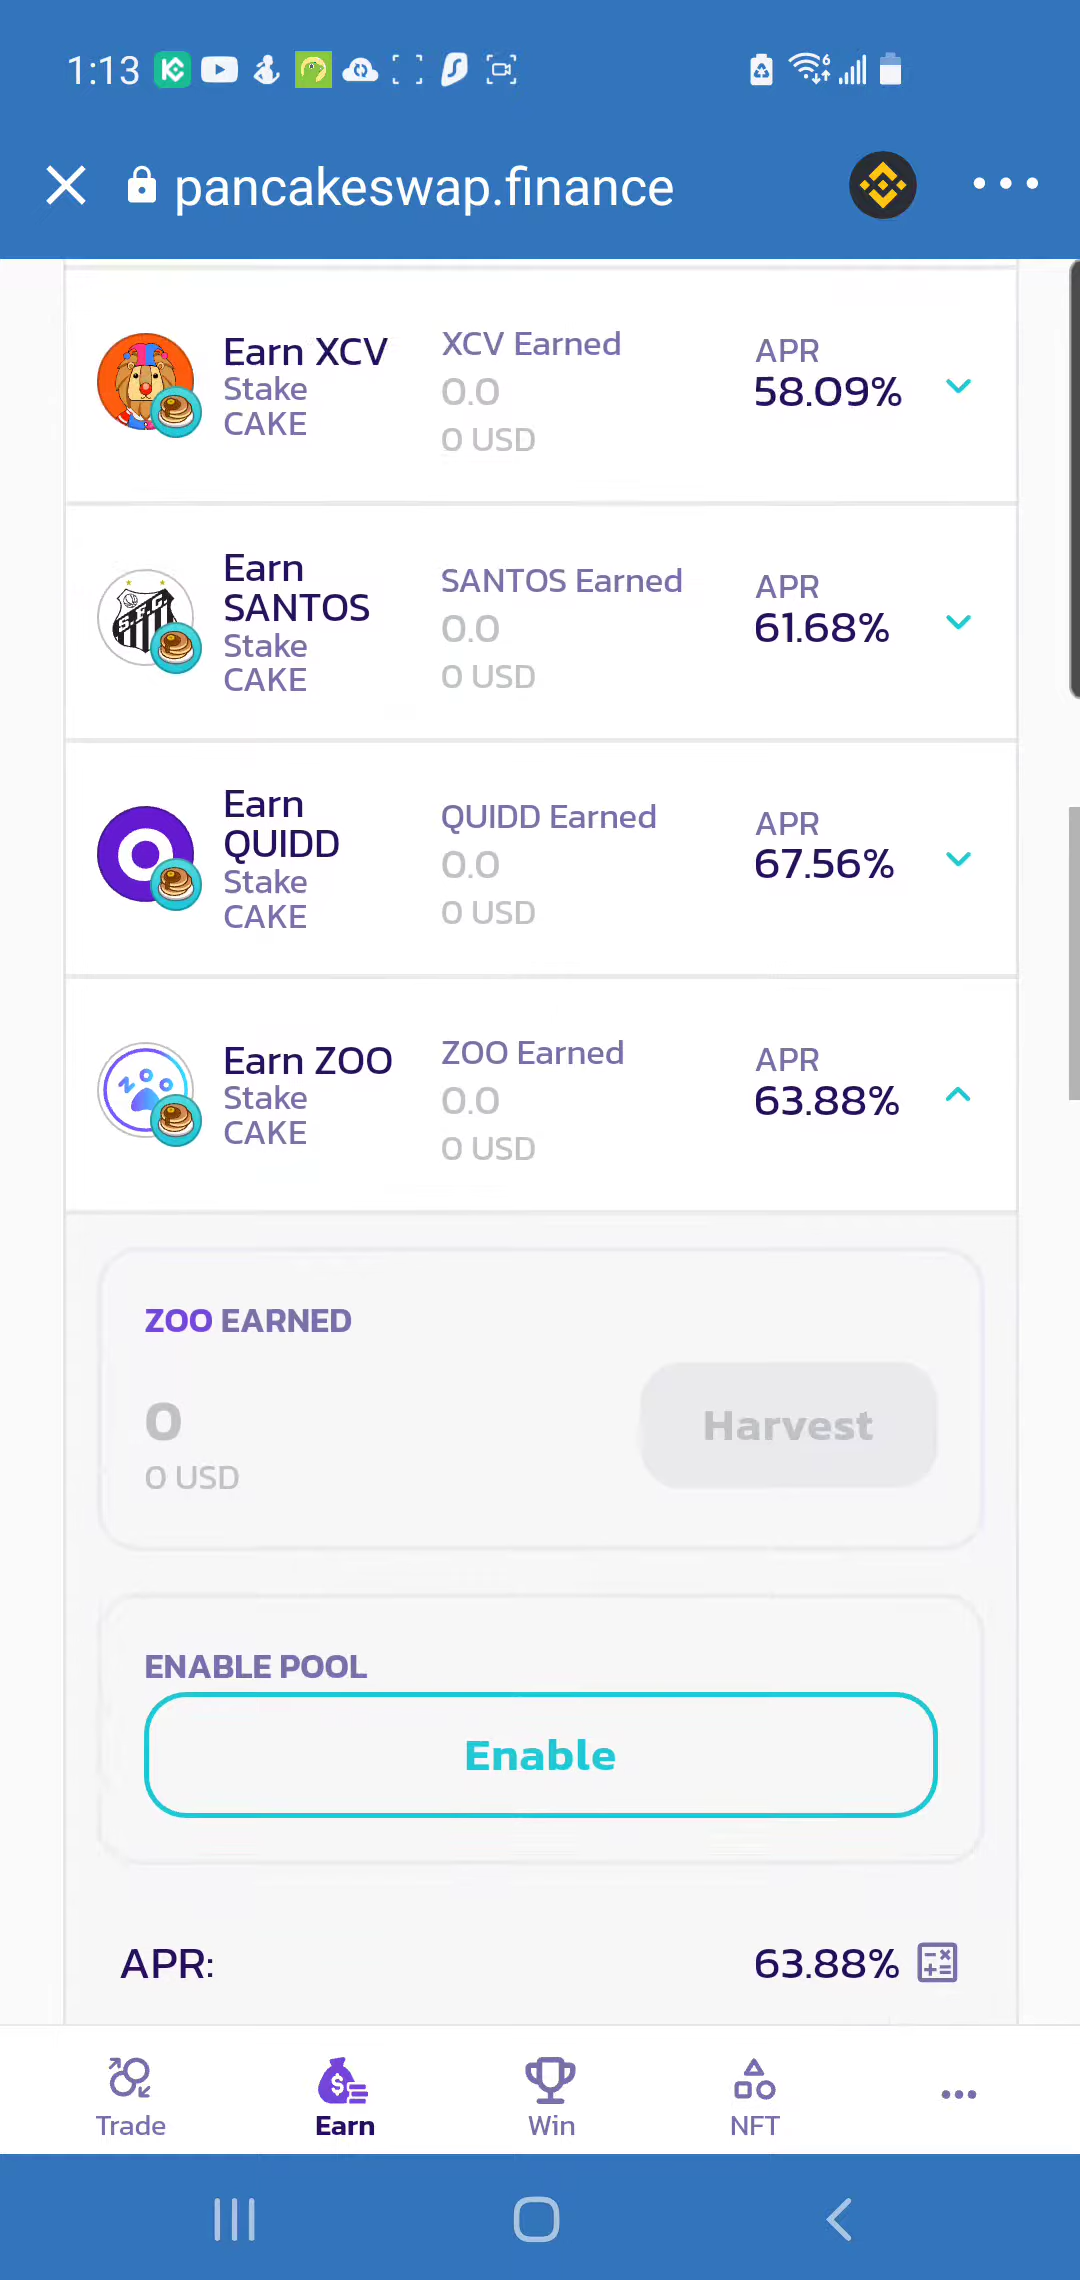 1:13
pancakeswap.finance
Earn XCV
Stake
CAKE
XCV Earned
0.0
0 USD
APR
58.09%
Earn
SANTOS
Stake
CAKE
SANTOS Earned
0.0
0 USD
APR
61.68%
Earn
QUIDD
Stake
CAKE
QUIDD Earned
0.0
0 USD
APR
67.56%
Earn ZOO
Stake
CAKE
ZOO Earned
0.0
0 USD
APR
63.88%
ZOO EARNED
0
0 USD
Harvest
ENABLE POOL
Enable
APR:
63.88%
Trade
Earn
Win
NFT